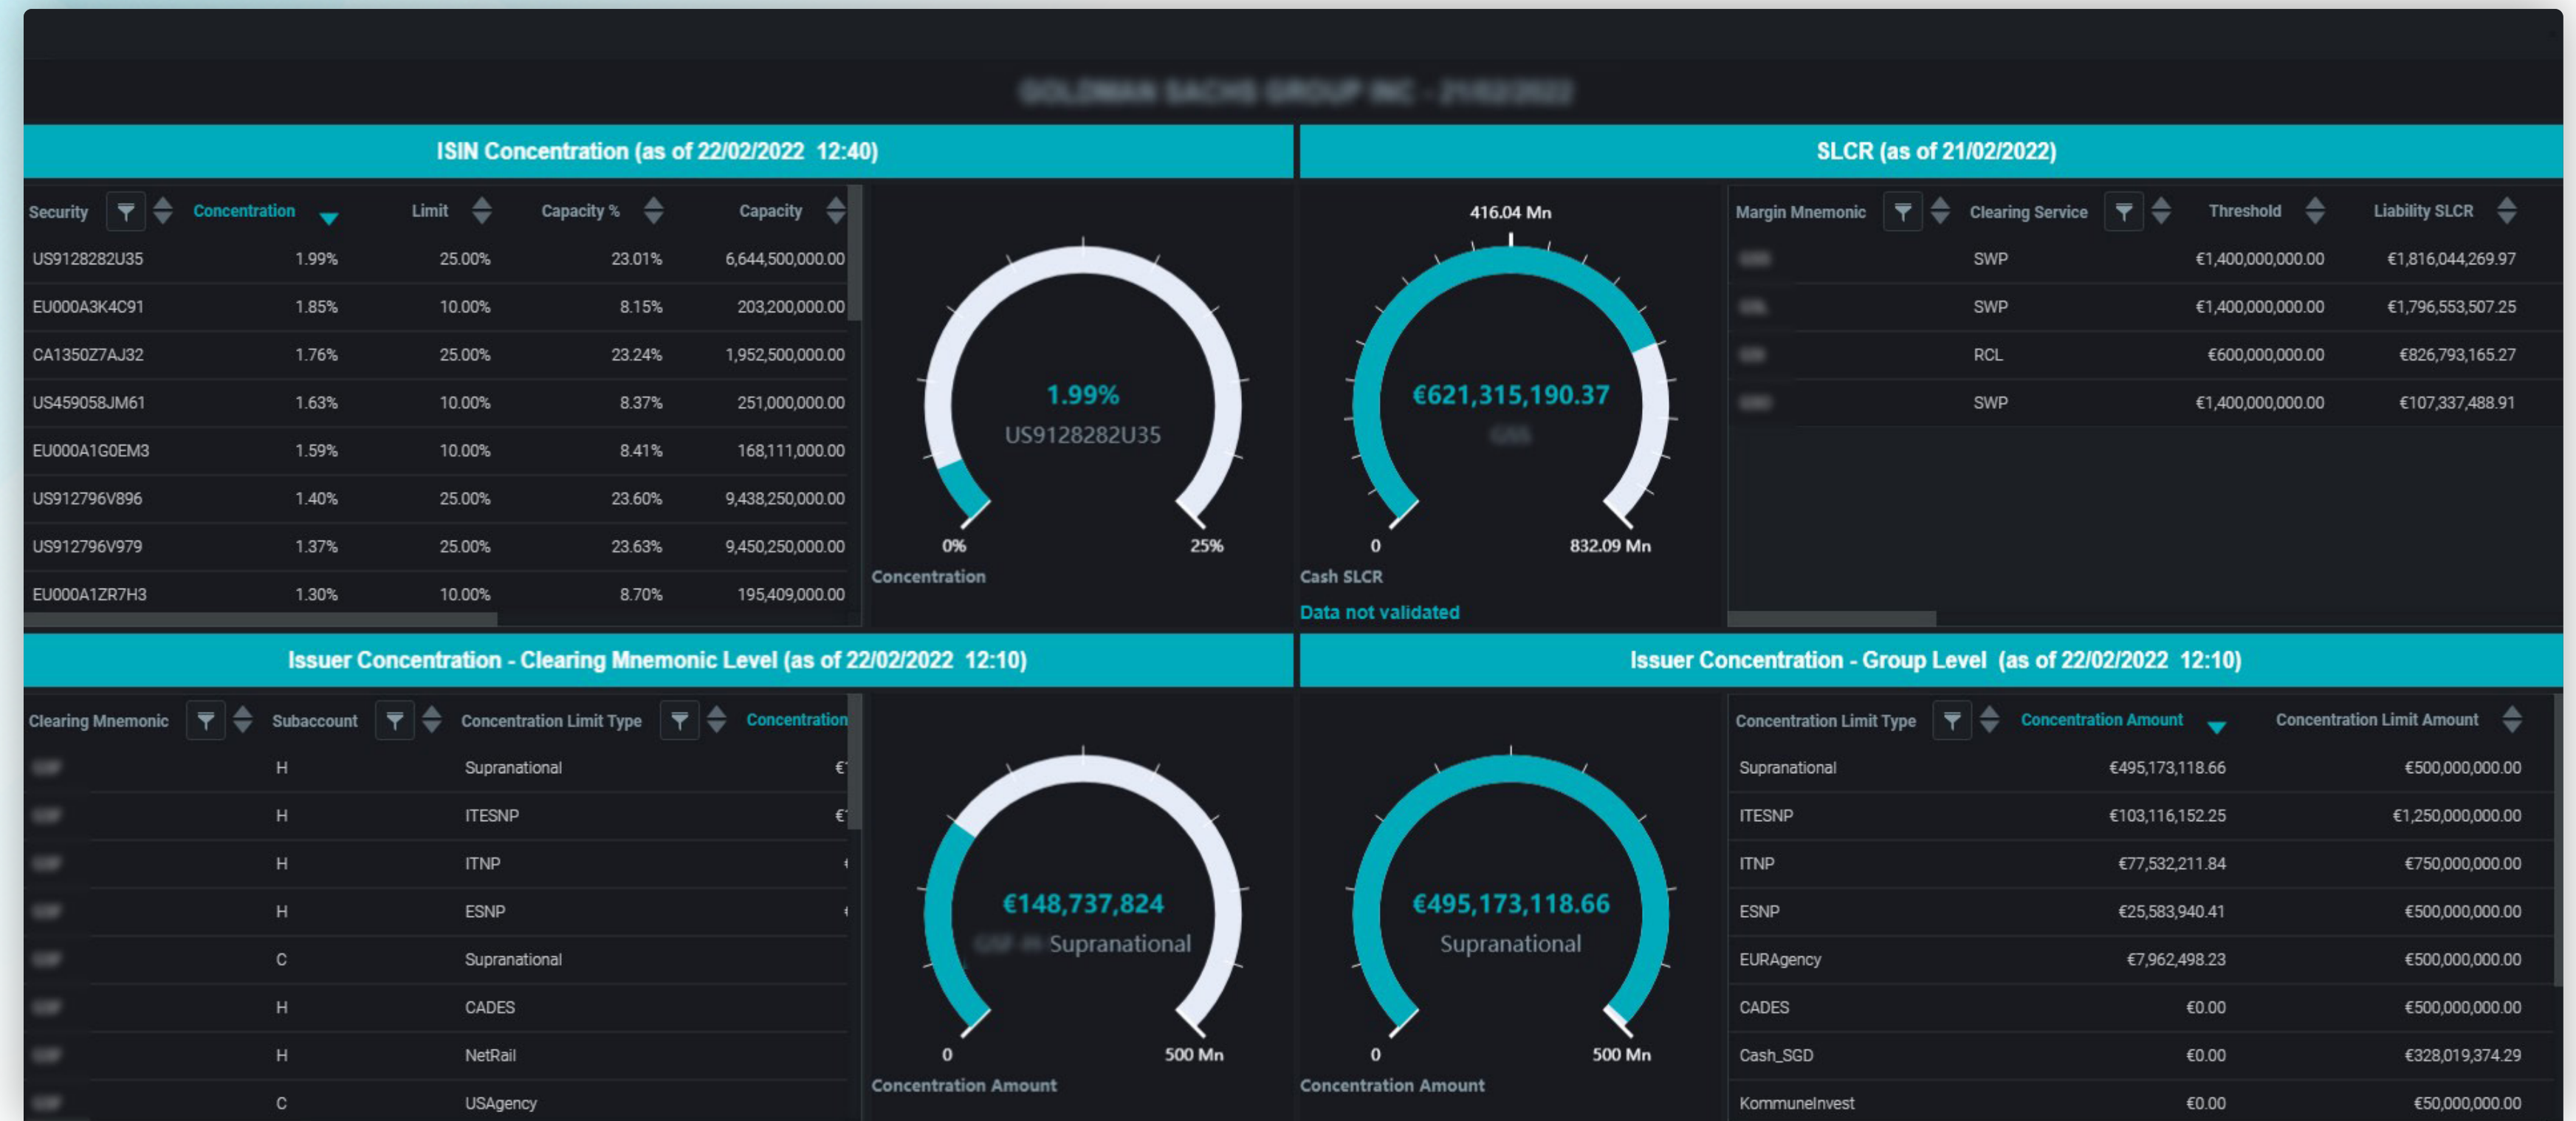 ISIN Concentration (as of 22/02/2022 12:40)
Security Concentration Limit Capacity % Capacity
US9128282U35 1.99% 25.00% 23.01% 6,644,500,000.00
EU000A3K4C91 1.85% 10.00% 8.15% 203,200,000.00
CA1350Z7AJ32 1.76% 25.00% 23.24% 1,952,500,000.00
US459058JM61 1.63% 10.00% 8.37% 251,000,000.00
EU000A1G0EM3 1.59% 10.00% 8.41% 168,111,000.00
US912796V896 1.40% 25.00% 23.60% 9,438,250,000.00
US912796V979 1.37% 25.00% 23.63% 9,450,250,000.00
EU000A1ZR7H3 1.30% 10.00% 8.70% 195,409,000.00
1.99%
US9128282U35
0% 25%
Concentration
SLCR (as of 21/02/2022)
416.04 Mn
€621,315,190.37
0 832.09 Mn
Cash SLCR
Data not validated
Margin Mnemonic Clearing Service Threshold Liability SLCR
SWP €1,400,000,000.00 €1,816,044,269.97
SWP €1,400,000,000.00 €1,796,553,507.25
RCL €600,000,000.00 €826,793,165.27
SWP €1,400,000,000.00 €107,337,488.91
Issuer Concentration - Clearing Mnemonic Level (as of 22/02/2022 12:10)
Clearing Mnemonic Subaccount Concentration Limit Type Concentration
H Supranational
H ITESNP
H ITNP
H ESNP
C Supranational
H CADES
H NetRail
C USAgency
€148,737,824
Supranational
0 500 Mn
Concentration Amount
Issuer Concentration - Group Level (as of 22/02/2022 12:10)
€495,173,118.66
Supranational
0 500 Mn
Concentration Amount
Concentration Limit Type Concentration Amount Concentration Limit Amount
Supranational €495,173,118.66 €500,000,000.00
ITESNP €103,116,152.25 €1,250,000,000.00
ITNP €77,532,211.84 €750,000,000.00
ESNP €25,583,940.41 €500,000,000.00
EURAgency €7,962,498.23 €500,000,000.00
CADES €0.00 €500,000,000.00
Cash_SGD €0.00 €328,019,374.29
KommuneInvest €0.00 €50,000,000.00